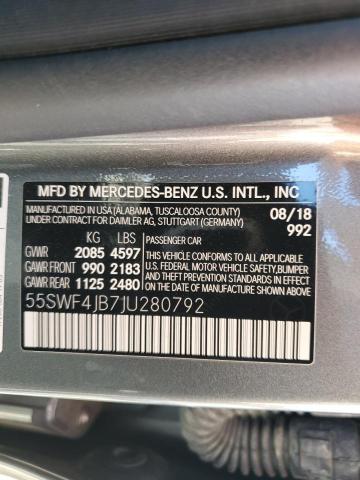 MFD BY MERCEDES-BENZ U.S. INTL., INC
MANUFACTURED IN USA(ALABAMA, TUSCALOOSA COUNTY) 08/18
UNDER CONTRACT FOR DAIMLER AG, STUTTGART (GERMANY) 992
KG LBS PASSENGER CAR
GVWR 2085 4597
GAWR FRONT 990 2183
GAWR REAR 1125 2480
THIS VEHICLE CONFORMS TO ALL APPLICABLE
U.S. FEDERAL MOTOR VEHICLE SAFETY, BUMPER,
AND THEFT PREVENTION STANDARDS IN EFFECT
ON THE DATE OF MANUFACTURE SHOWN ABOVE.
55SWF4JB7JU280792